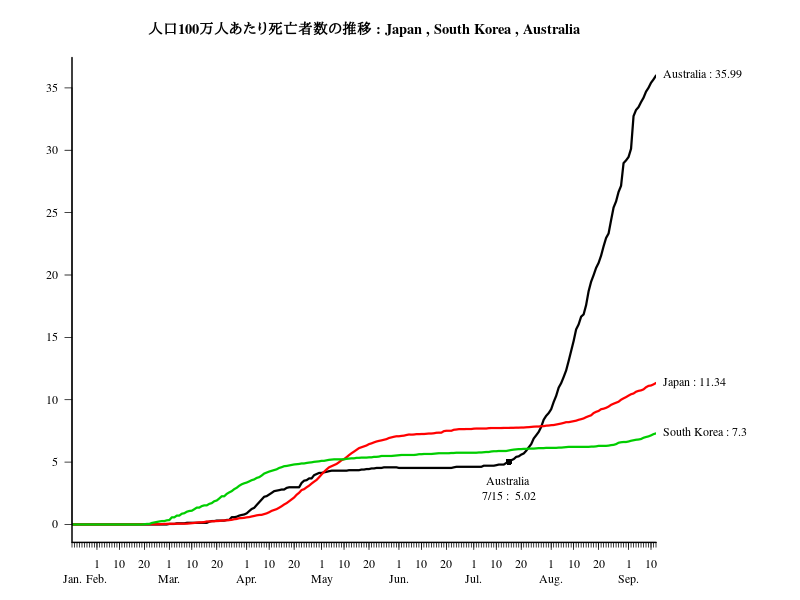 人口100万人あたり死亡者数の推移 : Japan , South Korea , Australia
35
30
25
20
15
10
5
0
Australia : 35.99
Japan : 11.34
South Korea : 7.3
Australia
7/15 : 5.02
1 10 20 1 10 20 1 10 20 1 10 20 1 10 20 1 10 20 1 10 20 1 10
Jan. Feb. Mar. Apr. May Jun. Jul. Aug. Sep.